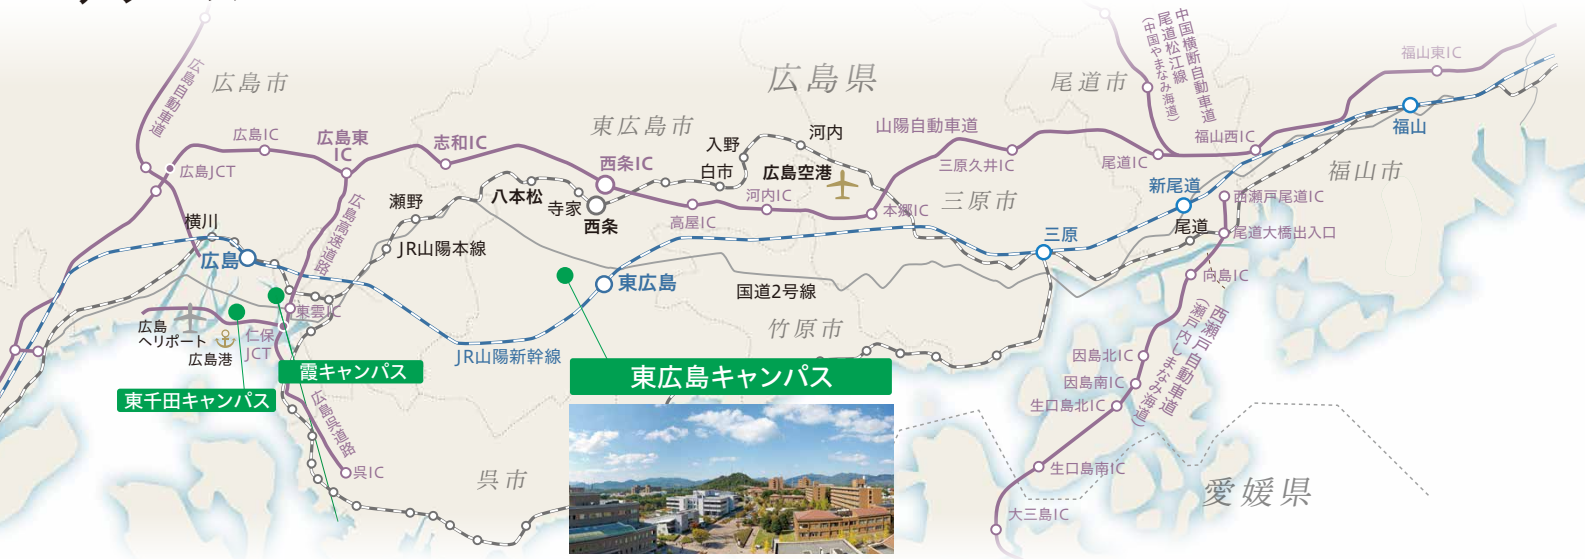 中国横断自動車道
尾道松江線
(中国やまなみ海道)
福山東IC
広島自動車道
広島市
広島県
尾道市
東広島市
広島IC
広島東
IC
志和IC
入野
河内
山陽自動車道
福山西IC
福山
広島JCT
西条IC
白市
広島空港
三原久井IC
尾道IC
福山市
瀬野
八本松
寺家
西条
高屋IC
河内IC
本郷IC
三原市
新尾道
西瀬戸尾道IC
尾道
尾道大橋出入口
横川
広島
広島高速道路
JR山陽本線
三原
向島IC
東広島
国道2号線
竹原市
東雲IC
広島
ヘリポート
広島港
仁保
JCT
JR山陽新幹線
西瀬戸自動車道
(瀬戸内しまなみ海道)
因島北IC
因島南IC
生口島北IC
霞キャンパス
東千田キャンパス
東広島キャンパス
広島呉道路
呉IC
呉市
生口島南IC
愛媛県
大三島IC